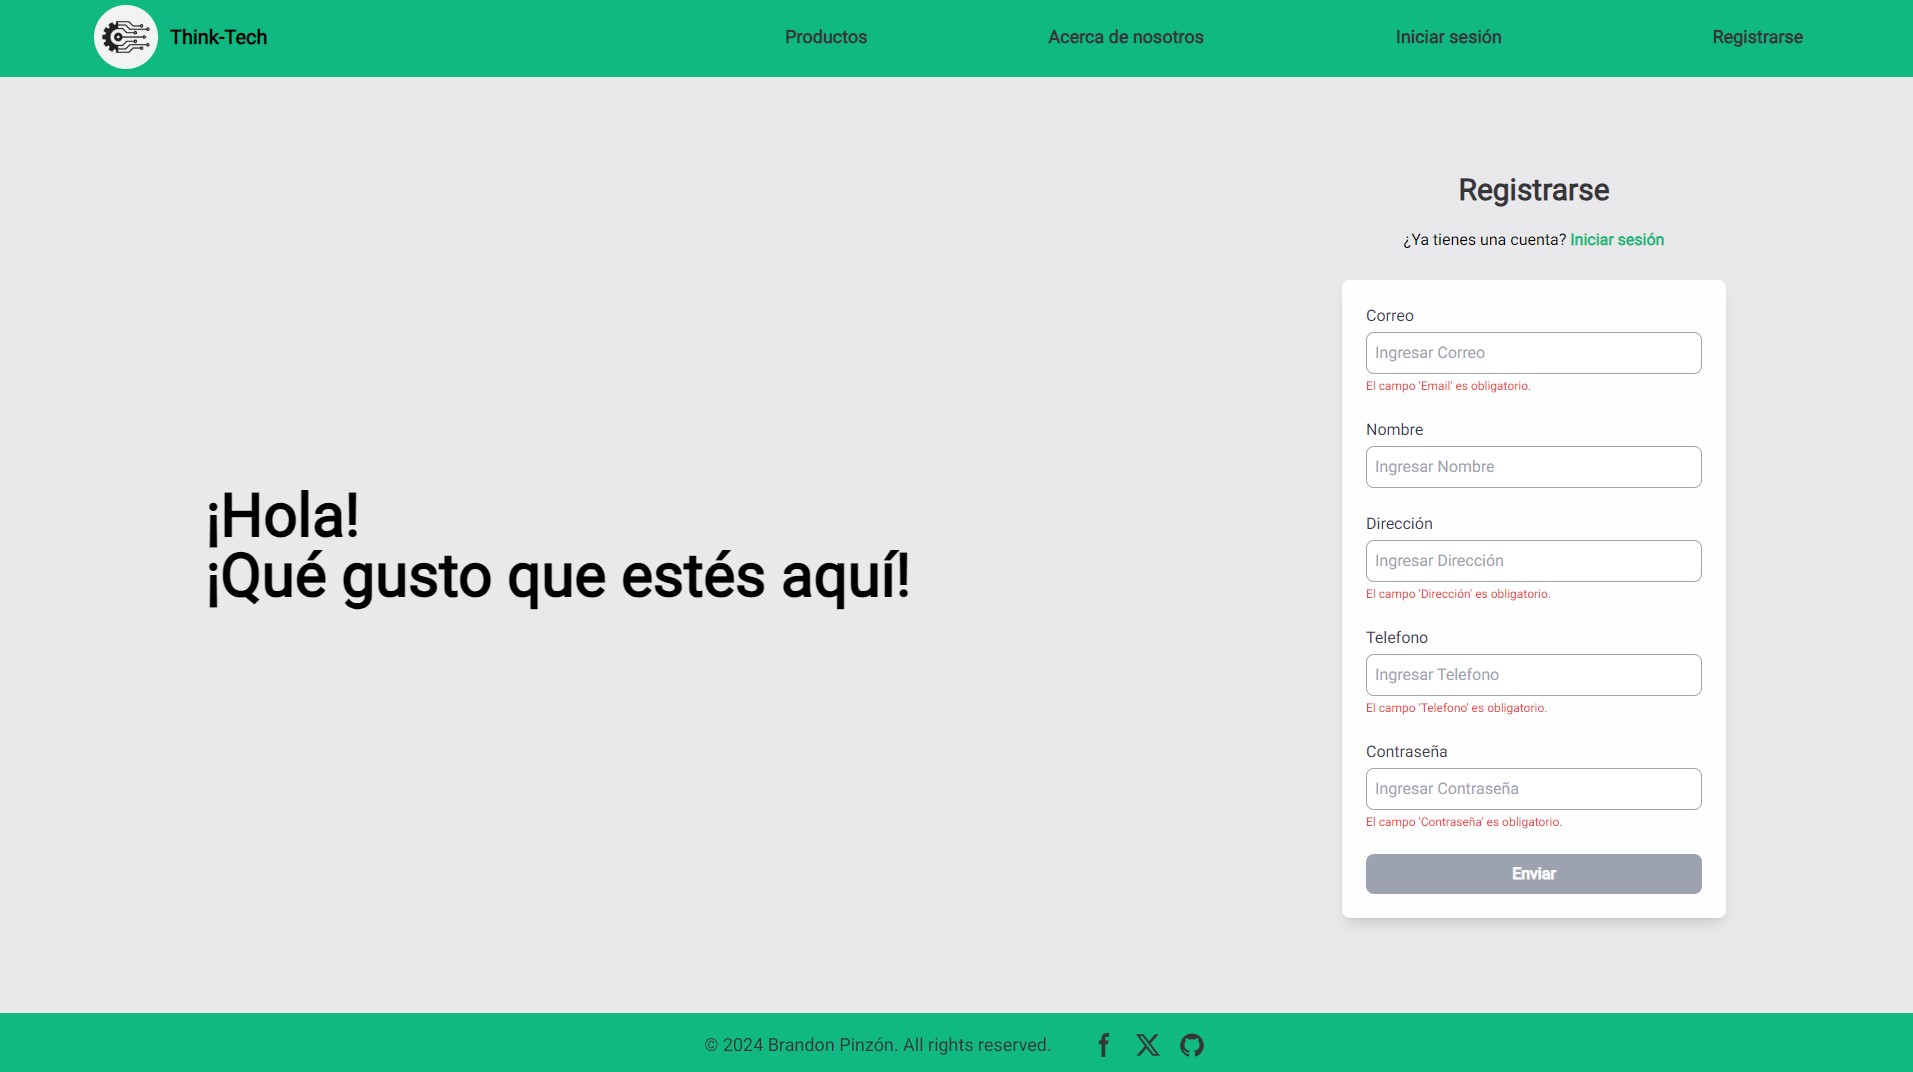 Think-Tech
Productos
Acerca de nosotros
Iniciar sesión
Registrarse
¡Hola!
¡Qué gusto que estés aquí!
Registrarse
¿Ya tienes una cuenta? Iniciar sesión
Correo
Ingresar Correo
El campo 'Email' es obligatorio.
Nombre
Ingresar Nombre
Dirección
Ingresar Dirección
El campo 'Dirección' es obligatorio.
Telefono
Ingresar Telefono
El campo 'Telefono' es obligatorio.
Contraseña
Ingresar Contraseña
El campo 'Contraseña' es obligatorio.
Enviar
© 2024 Brandon Pinzón. All rights reserved.